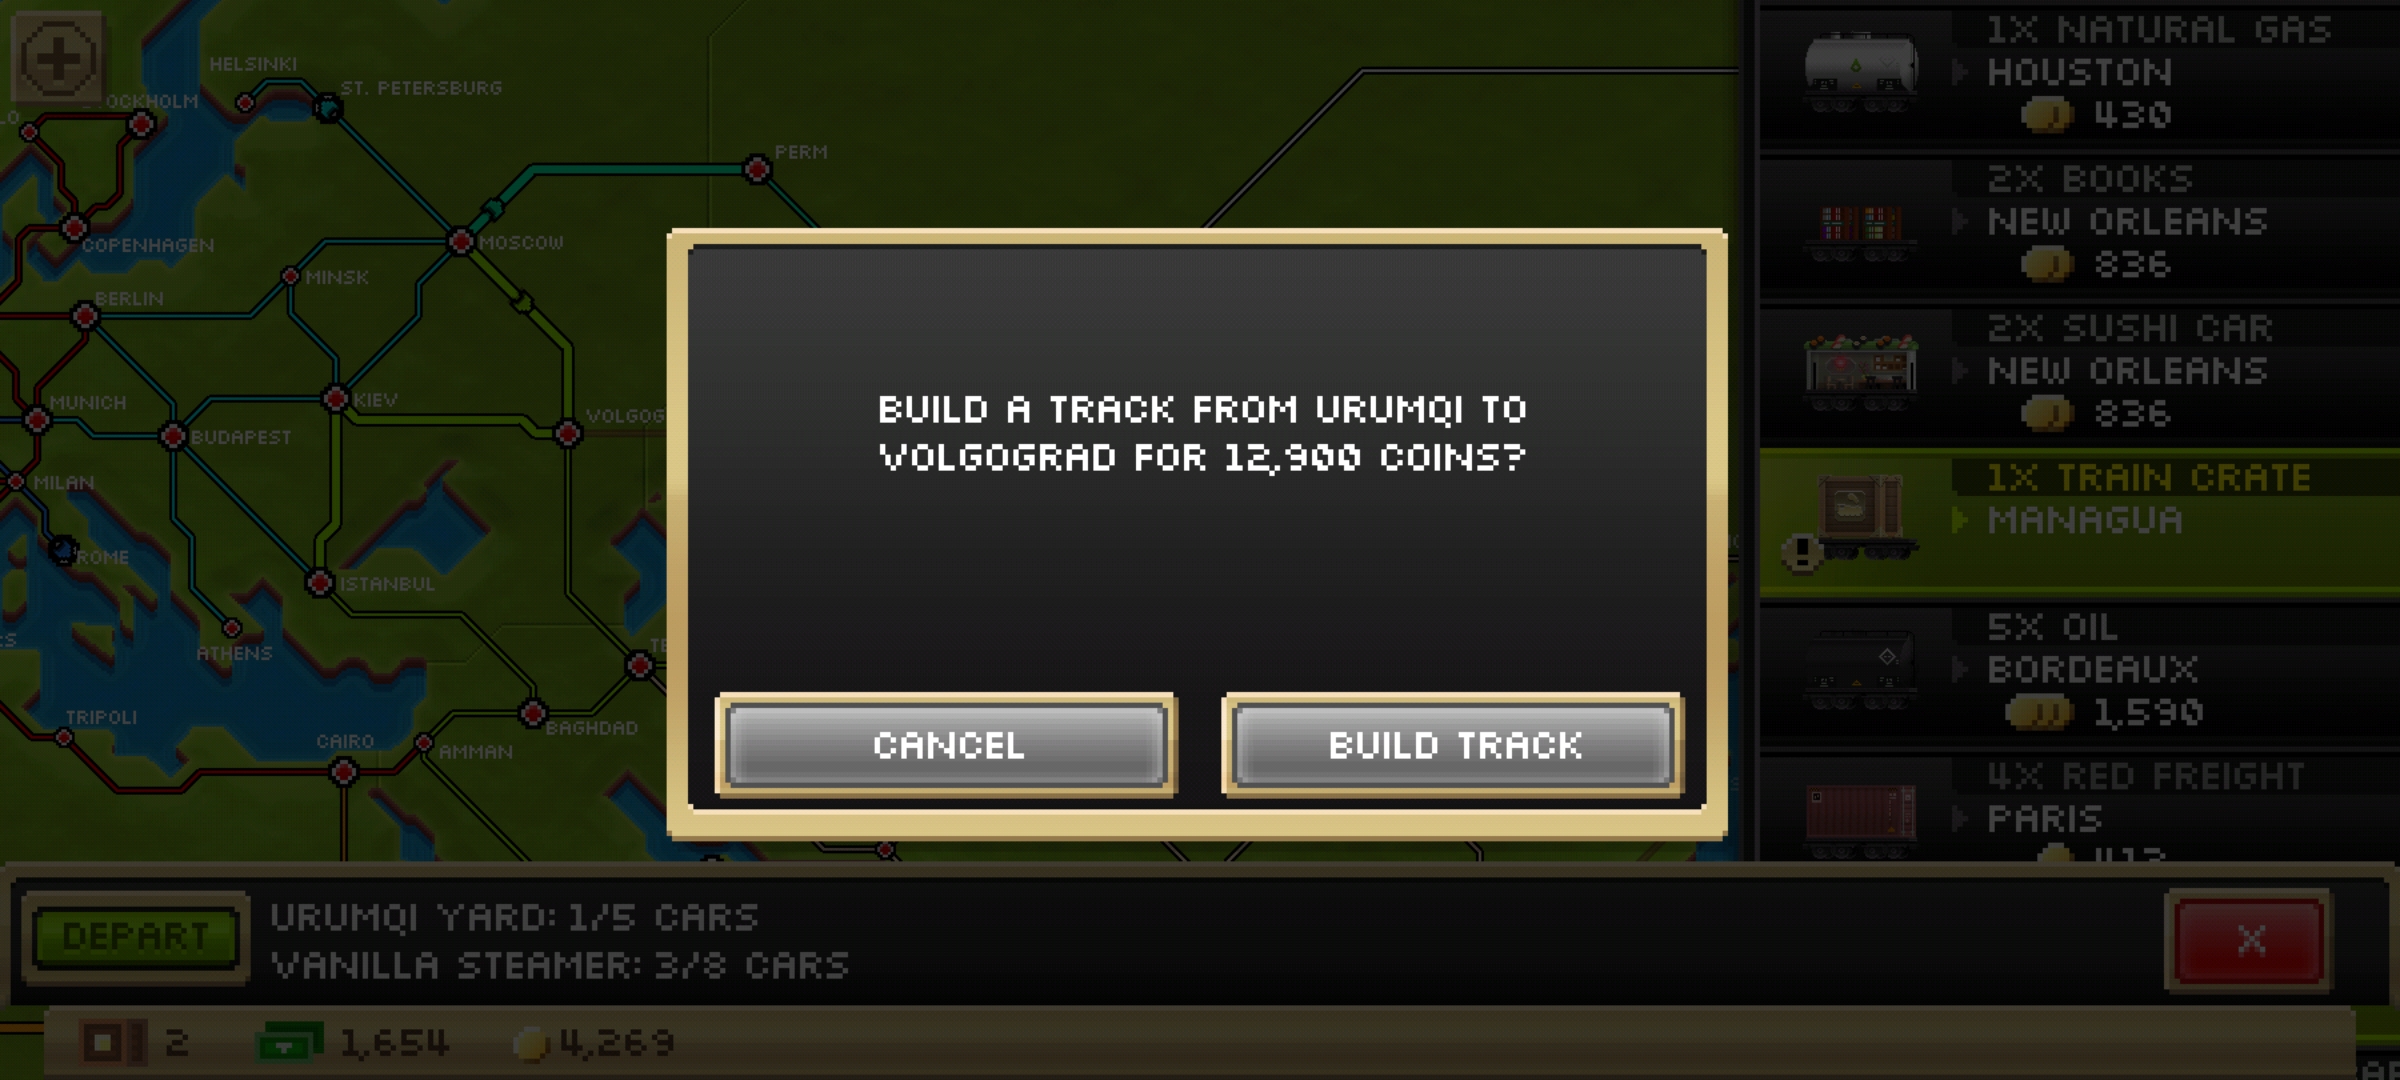 HELSINKI
ST. PETERSBURG
STOCKHOLM
LO
PERM
COPENHAGEN
MOSCOW
MINSK
BERLIN
MUNICH
KIEV
VOLGOG
BUDAPEST
MILAN
ROME
ISTANBUL
ATHENS
TE
TRIPOLI
CAIRO
AMMAN
BAGHDAD
BUILD A TRACK FROM URUMQI TO
VOLGOGRAD FOR 12,900 COINS?
CANCEL
BUILD TRACK
1X NATURAL GAS
HOUSTON
430
2X BOOKS
NEW ORLEANS
836
2X SUSHI CAR
NEW ORLEANS
836
1X TRAIN CRATE
MANAGUA
5X OIL
BORDEAUX
1,590
4X RED FREIGHT
PARIS
412
DEPART
URUMQI YARD: 1/5 CARS
VANILLA STEAMER: 3/8 CARS
X
2
1,654
4,269